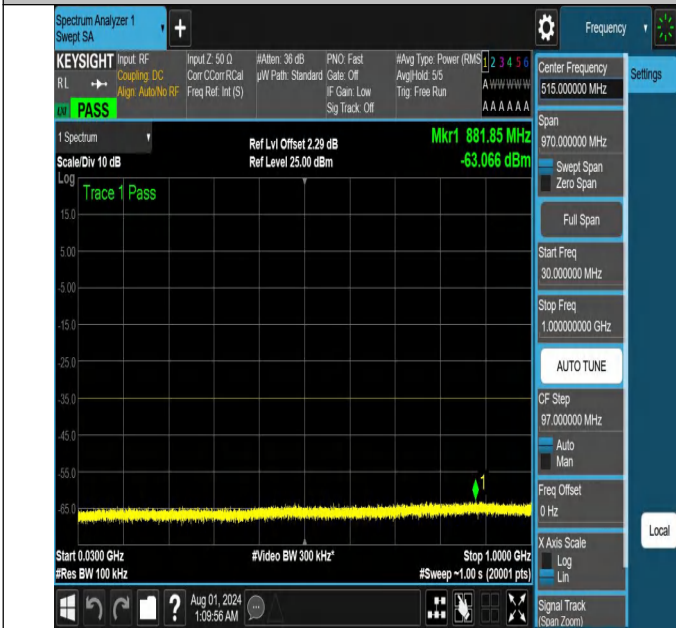 Spectrum Analyzer 1
Swept SA
+
Frequency
KEYSIGHT
RL
PASS
Input: RF
Coupling: DC
Align: Auto/No RF
Input Z: 50 Ω
Corr CCorr RCal
Freq Ref: Int (S)
#Atten: 36 dB
µW Path: Standard
PNO: Fast
Gate: Off
IF Gain: Low
Sig Track: Off
#Avg Type: Power (RMS
Avg|Hold: 5/5
Trig: Free Run
1 2 3 4 5 6
A W W W W W
A A A A A A
1 Spectrum
Scale/Div 10 dB
Ref Lvl Offset 2.29 dB
Ref Level 25.00 dBm
Mkr1 881.85 MHz
-63.066 dBm
Log
Trace 1 Pass
15.0
5.00
-5.00
-15.0
-25.0
-35.0
-45.0
-55.0
-65.0
1
Start 0.0300 GHz
#Res BW 100 kHz
#Video BW 300 kHz*
Stop 1.0000 GHz
#Sweep ~1.00 s (20001 pts)
Center Frequency
515.000000 MHz
Settings
Span
970.000000 MHz
Swept Span
Zero Span
Full Span
Start Freq
30.000000 MHz
Stop Freq
1.000000000 GHz
AUTO TUNE
CF Step
97.000000 MHz
Auto
Man
Freq Offset
0 Hz
X Axis Scale
Log
Lin
Local
Signal Track
(Span Zoom)
?
Aug 01, 2024
1:09:56 AM